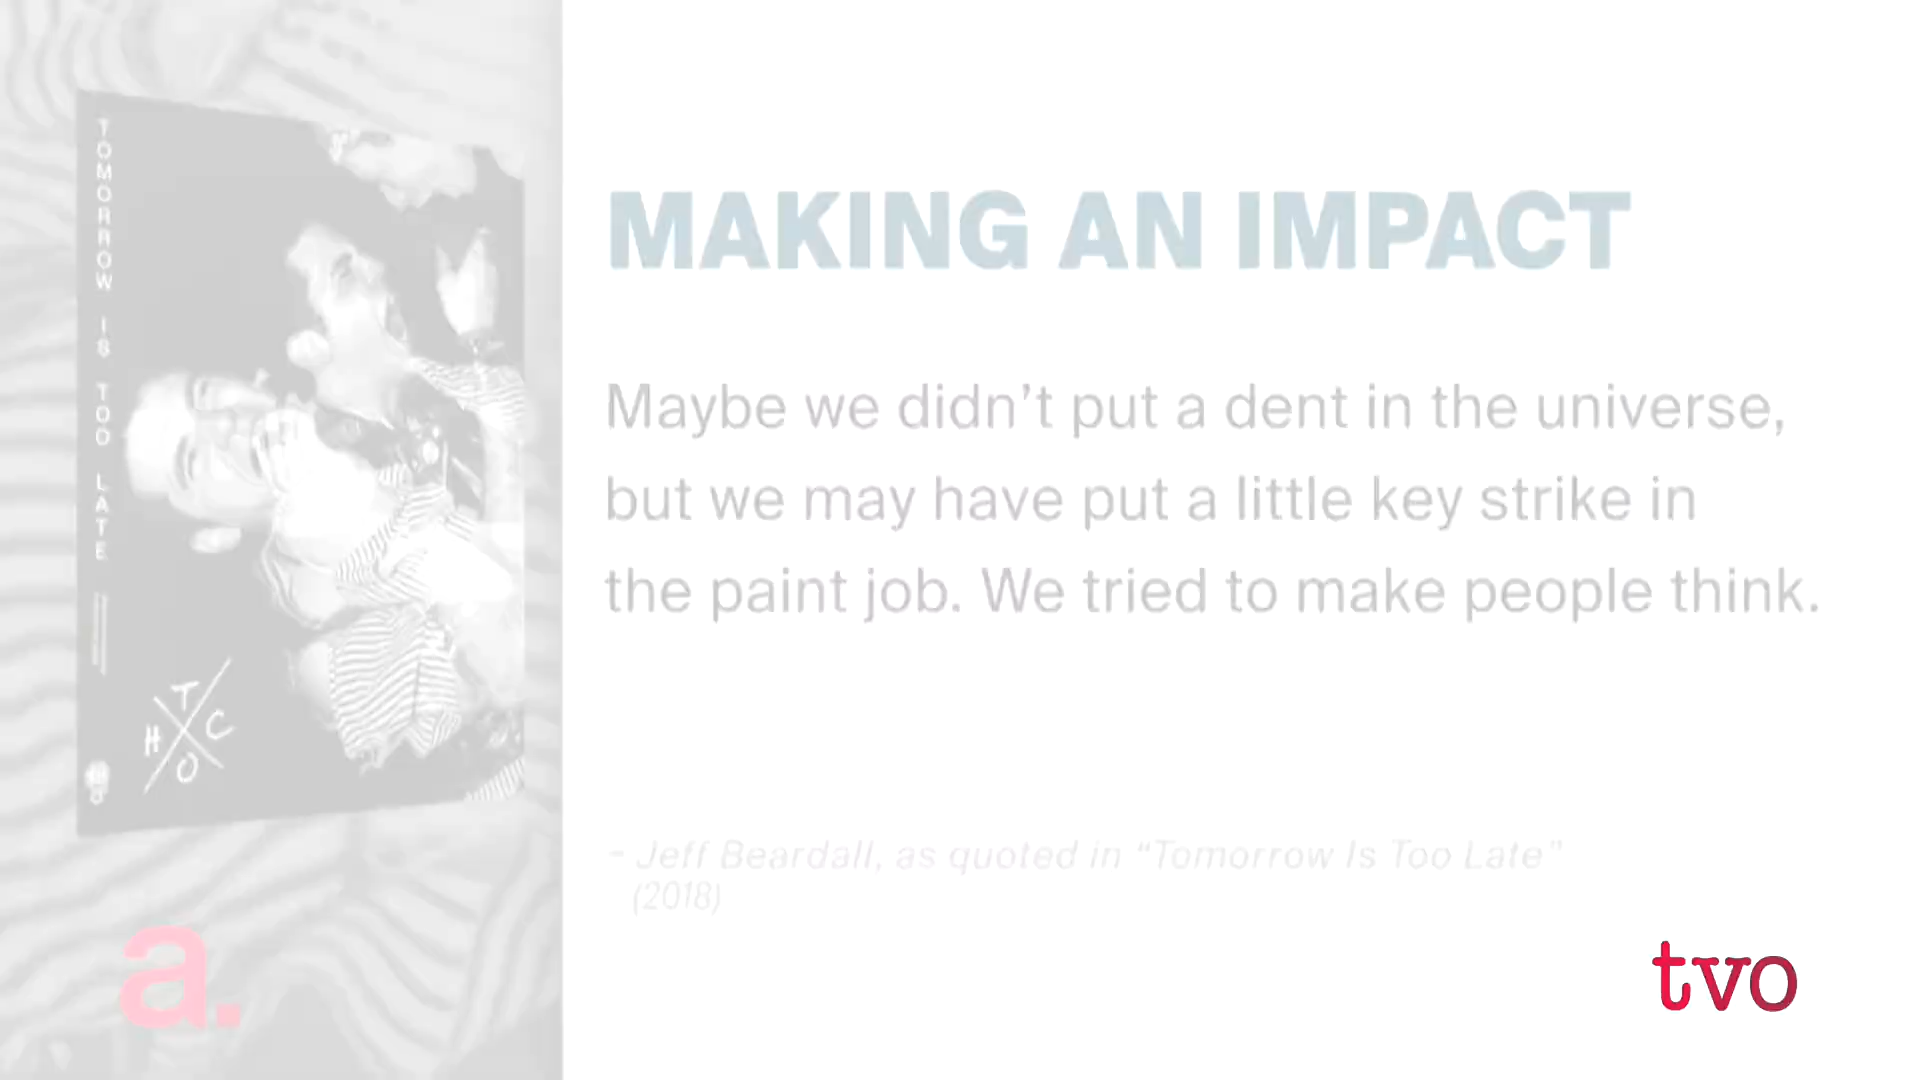 TOMORROW IS TOO LATE
T
H C
O
MAKING AN IMPACT
Maybe we didn’t put a dent in the universe,
but we may have put a little key strike in
the paint job. We tried to make people think.
– Jeff Beardall, as quoted in “Tomorrow Is Too Late”
(2018)
a.
tvo